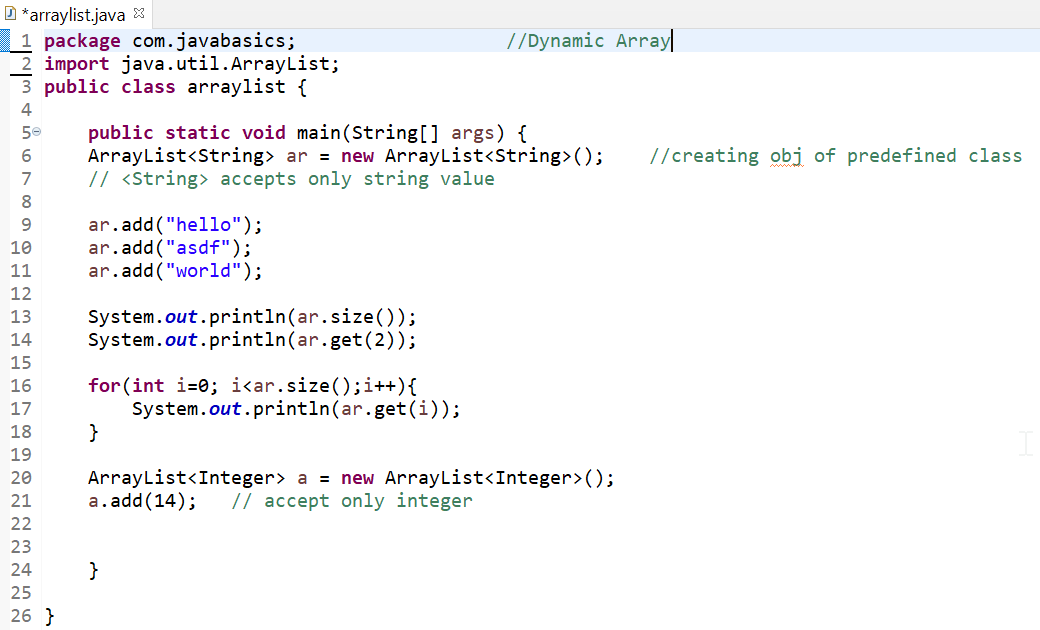 *arraylist.java
1 package com.javabasics; //Dynamic Array
2 import java.util.ArrayList;
3 public class arraylist {
4
5 public static void main(String[] args) {
6 ArrayList<String> ar = new ArrayList<String>(); //creating obj of predefined class
7 // <String> accepts only string value
8
9 ar.add("hello");
10 ar.add("asdf");
11 ar.add("world");
12
13 System.out.println(ar.size());
14 System.out.println(ar.get(2));
15
16 for(int i=0; i<ar.size();i++){
17 System.out.println(ar.get(i));
18 }
19
20 ArrayList<Integer> a = new ArrayList<Integer>();
21 a.add(14); // accept only integer
22
23
24 }
25
26 }